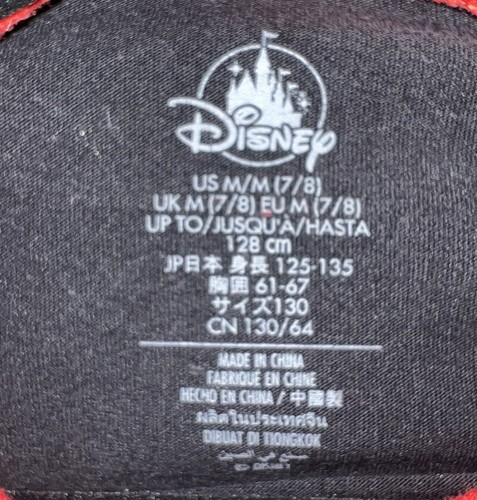 Disney
US M/M (7/8)
UK M (7/8) EU M (7/8)
UP TO/JUSQU'À/HASTA
128 cm
JP日本 身長 125-135
胸囲 61-67
サイズ130
CN 130/64
MADE IN CHINA
FABRIQUÉ EN CHINE
HECHO EN CHINA / 中國製
ผลิตในประเทศจีน
DIBUAT DI TIONGKOK
صنع في الصين